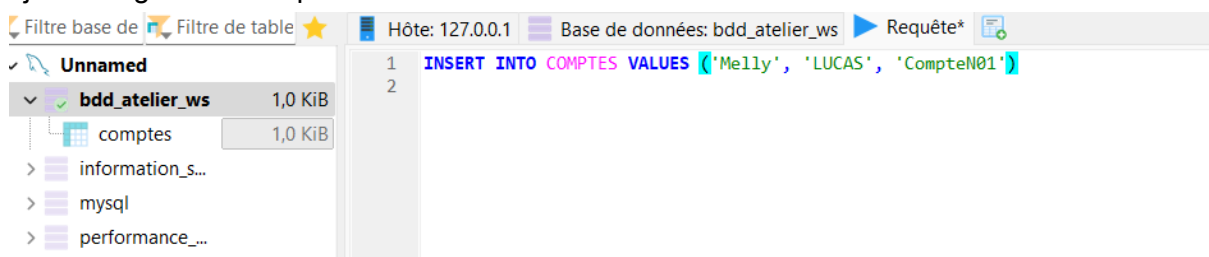 Filtre base de Filtre de table Hôte: 127.0.0.1 Base de données: bdd_atelier_ws Requête*
Unnamed
bdd_atelier_ws 1,0 KiB
comptes 1,0 KiB
information_s...
mysql
performance_...
1 INSERT INTO COMPTES VALUES ('Melly', 'LUCAS', 'CompteN01')
2